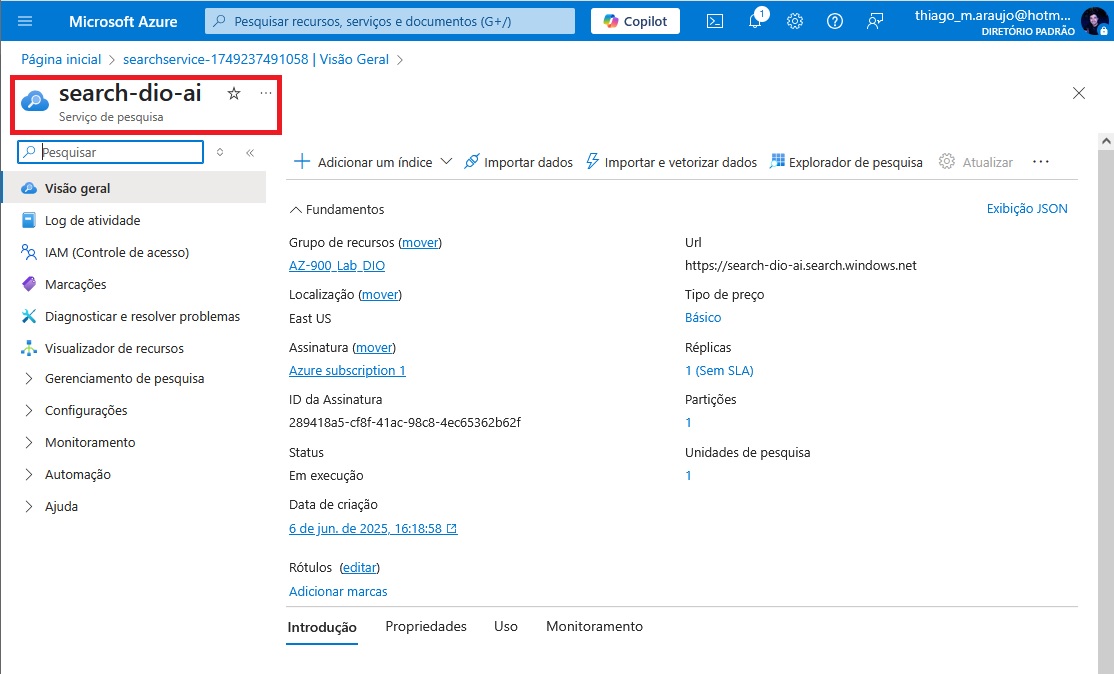 Microsoft Azure
Pesquisar recursos, serviços e documentos (G+/)
Copilot
1
thiago_m.araujo@hotm...
DIRETÓRIO PADRÃO
Página inicial > searchservice-1749237491058 | Visão Geral >
search-dio-ai
Serviço de pesquisa
Pesquisar
Visão geral
Log de atividade
IAM (Controle de acesso)
Marcações
Diagnosticar e resolver problemas
Visualizador de recursos
Gerenciamento de pesquisa
Configurações
Monitoramento
Automação
Ajuda
Adicionar um índice
Importar dados
Importar e vetorizar dados
Explorador de pesquisa
Atualizar
Fundamentos
Exibição JSON
Grupo de recursos (mover)
AZ-900_Lab_DIO
Localização (mover)
East US
Assinatura (mover)
Azure subscription 1
ID da Assinatura
289418a5-cf8f-41ac-98c8-4ec65362b62f
Status
Em execução
Data de criação
6 de jun. de 2025, 16:18:58
Url
https://search-dio-ai.search.windows.net
Tipo de preço
Básico
Réplicas
1 (Sem SLA)
Partições
1
Unidades de pesquisa
1
Rótulos (editar)
Adicionar marcas
Introdução
Propriedades
Uso
Monitoramento